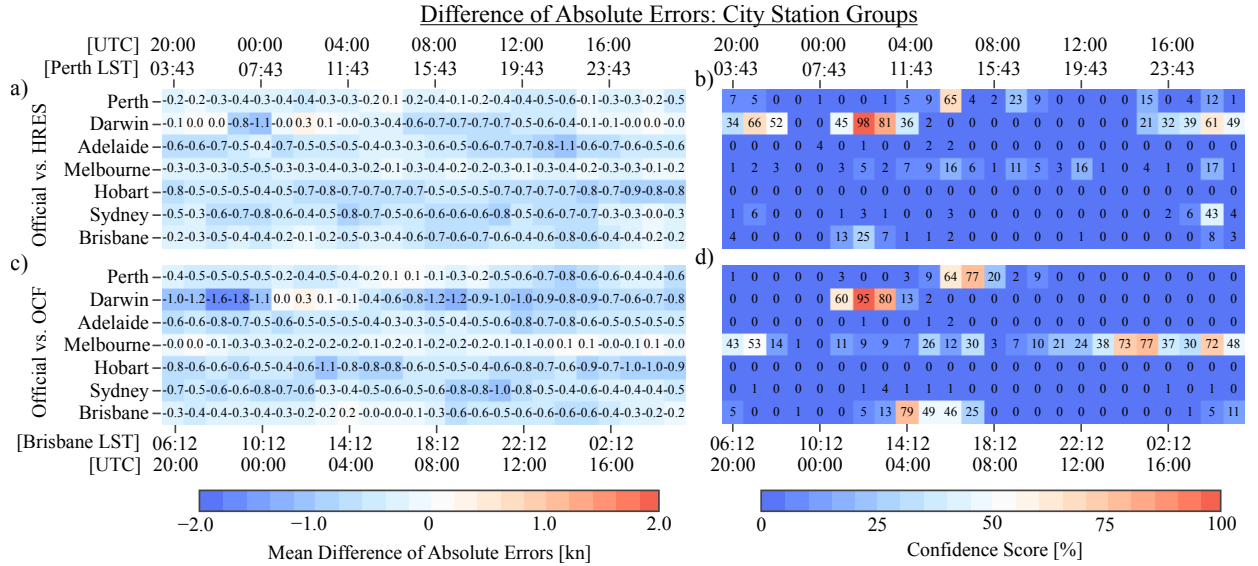 Difference of Absolute Errors: City Station Groups
[UTC] 20:00 00:00 04:00 08:00 12:00 16:00 20:00 00:00 04:00 08:00 12:00 16:00
[Perth LST] 03:43 07:43 11:43 15:43 19:43 23:43 03:43 07:43 11:43 15:43 19:43 23:43
a) b)
Official vs. HRES
Perth -0.2 -0.2 -0.3 -0.4 -0.3 -0.4 -0.4 -0.3 -0.3 -0.2 0.1 -0.2 -0.4 -0.1 -0.2 -0.4 -0.4 -0.5 -0.6 -0.1 -0.3 -0.3 -0.2 -0.5 7 5 0 0 1 0 0 1 5 9 65 4 2 23 9 0 0 0 0 15 0 4 12 1
Darwin -0.1 0.0 0.0 -0.8 -1.1 -0.0 0.3 0.1 -0.0 -0.3 -0.4 -0.7 -0.6 -0.7 -0.7 -0.7 -0.6 -0.5 -0.4 -0.2 -0.1 -0.0 -0.0 -0.0 34 66 52 0 0 45 98 81 36 2 0 0 0 0 0 0 0 0 0 21 32 39 61 49
Adelaide -0.6 -0.6 -0.7 -0.5 -0.4 -0.7 -0.5 -0.5 -0.5 -0.4 -0.3 -0.3 -0.4 -0.5 -0.6 -0.7 -0.7 -0.8 -1.1 -0.6 -0.7 -0.6 -0.5 -0.6 0 0 0 0 4 0 1 0 0 2 2 0 0 0 0 0 0 0 0 0 0 0 0 0
Melbourne -0.3 -0.3 -0.3 -0.5 -0.5 -0.3 -0.3 -0.4 -0.4 -0.3 -0.2 -0.2 -0.3 -0.2 -0.2 -0.3 -0.1 -0.3 -0.4 -0.2 -0.3 -0.3 -0.1 -0.2 1 2 3 0 0 3 5 2 7 9 16 6 1 11 5 3 16 1 0 4 1 0 17 1
Hobart -0.8 -0.5 -0.5 -0.5 -0.4 -0.7 -0.7 -0.8 -0.7 -0.7 -0.7 -0.7 -0.5 -0.5 -0.5 -0.7 -0.7 -0.7 -0.7 -0.8 -0.7 -0.9 -0.8 -0.8 0 0 0 0 0 0 0 0 0 0 0 0 0 0 0 0 0 0 0 0 0 0 0 0
Sydney -0.5 -0.3 -0.6 -0.7 -0.8 -0.6 -0.4 -0.5 -0.8 -0.7 -0.5 -0.6 -0.6 -0.6 -0.6 -0.8 -0.5 -0.6 -0.7 -0.7 -0.3 -0.3 -0.0 -0.3 1 6 0 0 0 1 3 1 0 0 3 0 0 0 0 0 0 0 0 0 2 6 43 4
Brisbane -0.2 -0.3 -0.5 -0.4 -0.4 -0.2 -0.1 -0.2 -0.5 -0.3 -0.4 -0.6 -0.7 -0.6 -0.7 -0.6 -0.4 -0.6 -0.8 -0.6 -0.4 -0.4 -0.2 -0.2 4 0 0 0 0 13 25 7 1 1 2 0 0 0 0 0 1 0 0 0 0 0 8 3
c) d)
Official vs. OCF
Perth -0.4 -0.5 -0.5 -0.5 -0.5 -0.2 -0.4 -0.5 -0.4 -0.2 0.1 0.1 -0.1 -0.3 -0.2 -0.5 -0.6 -0.7 -0.8 -0.6 -0.6 -0.4 -0.4 -0.6 1 0 0 0 0 3 0 0 3 9 64 77 20 2 9 0 0 0 0 0 0 0 0 0
Darwin -1.0 -1.2 -1.6 -1.8 -1.1 0.0 0.3 0.1 -0.1 -0.4 -0.6 -0.8 -1.2 -1.2 -0.9 -1.0 -1.0 -0.9 -0.8 -0.9 -0.7 -0.6 -0.7 -0.8 0 0 0 0 0 60 95 80 13 2 0 0 0 0 0 0 0 0 0 0 0 0 0 0
Adelaide -0.6 -0.6 -0.8 -0.7 -0.5 -0.6 -0.5 -0.5 -0.5 -0.4 -0.3 -0.3 -0.5 -0.4 -0.5 -0.6 -0.8 -0.7 -0.8 -0.6 -0.5 -0.5 -0.5 -0.5 0 0 0 0 0 0 1 0 0 1 2 0 0 0 0 0 0 0 0 0 0 0 0 0
Melbourne -0.0 0.0 -0.1 -0.4 -0.4 -0.2 -0.2 -0.2 -0.2 -0.1 -0.2 -0.1 -0.2 -0.2 -0.2 -0.1 -0.1 -0.0 0.1 0.1 -0.0 -0.1 0.1 -0.0 43 53 14 1 0 11 9 9 7 26 12 30 3 7 10 21 24 38 73 77 37 30 72 48
Hobart -0.8 -0.6 -0.6 -0.6 -0.5 -0.4 -0.6 -1.1 -0.8 -0.8 -0.8 -0.6 -0.5 -0.5 -0.4 -0.3 -0.6 -0.7 -0.6 -0.9 -0.7 -1.0 -1.0 -0.9 0 0 0 0 0 0 0 0 0 0 0 0 0 0 0 0 0 0 0 0 0 0 0 0
Sydney -0.7 -0.5 -0.6 -0.6 -0.8 -0.7 -0.6 -0.3 -0.4 -0.5 -0.6 -0.5 -0.6 -0.8 -0.8 -1.0 -0.4 -0.5 -0.5 -0.5 -0.4 -0.4 -0.4 -0.5 0 1 0 0 0 1 3 4 1 1 1 0 0 0 0 0 0 0 0 0 1 0 1 0
Brisbane -0.3 -0.4 -0.4 -0.4 -0.3 -0.2 -0.2 -0.2 0.2 -0.0 -0.0 -0.1 -0.3 -0.6 -0.6 -0.5 -0.6 -0.6 -0.6 -0.6 -0.4 -0.3 -0.2 -0.2 5 0 0 1 0 0 5 13 79 49 46 25 0 0 0 0 0 0 0 0 0 1 5 11
[Brisbane LST] 06:12 10:12 14:12 18:12 22:12 02:12 06:12 10:12 14:12 18:12 22:12 02:12
[UTC] 20:00 00:00 04:00 08:00 12:00 16:00 20:00 00:00 04:00 08:00 12:00 16:00
−2.0 −1.0 0 1.0 2.0 0 25 50 75 100
Mean Difference of Absolute Errors [kn] Confidence Score [%]